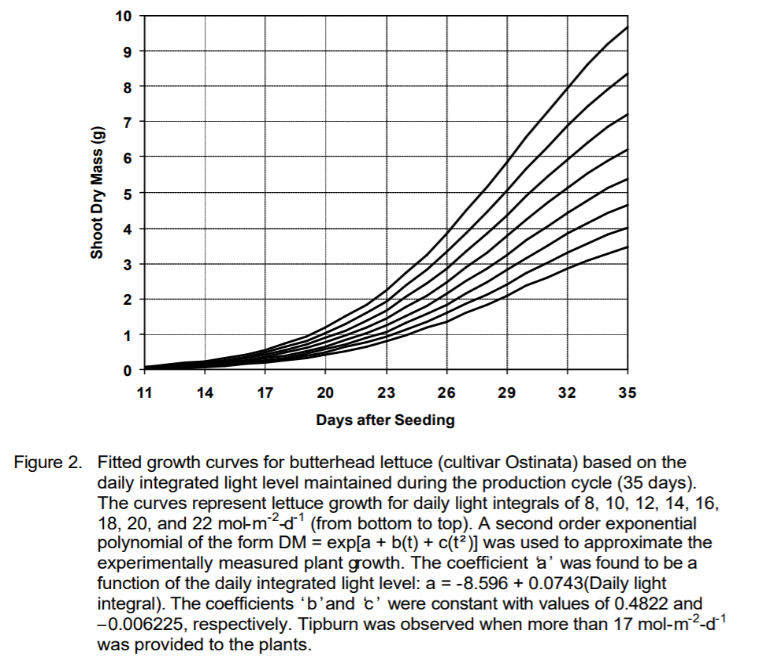 10
9
8
7
6
5
4
3
2
1
0
Shoot Dry Mass (g)
11 14 17 20 23 26 29 32 35
Days after Seeding
Figure 2. Fitted growth curves for butterhead lettuce (cultivar Ostinata) based on the
daily integrated light level maintained during the production cycle (35 days).
The curves represent lettuce growth for daily light integrals of 8, 10, 12, 14, 16,
18, 20, and 22 mol-m⁻²-d⁻¹ (from bottom to top). A second order exponential
polynomial of the form DM = exp[a + b(t) + c(t²)] was used to approximate the
experimentally measured plant growth. The coefficient ‘a’ was found to be a
function of the daily integrated light level: a = -8.596 + 0.0743(Daily light
integral). The coefficients ‘b’and ‘c’ were constant with values of 0.4822 and
−0.006225, respectively. Tipburn was observed when more than 17 mol-m⁻²-d⁻¹
was provided to the plants.